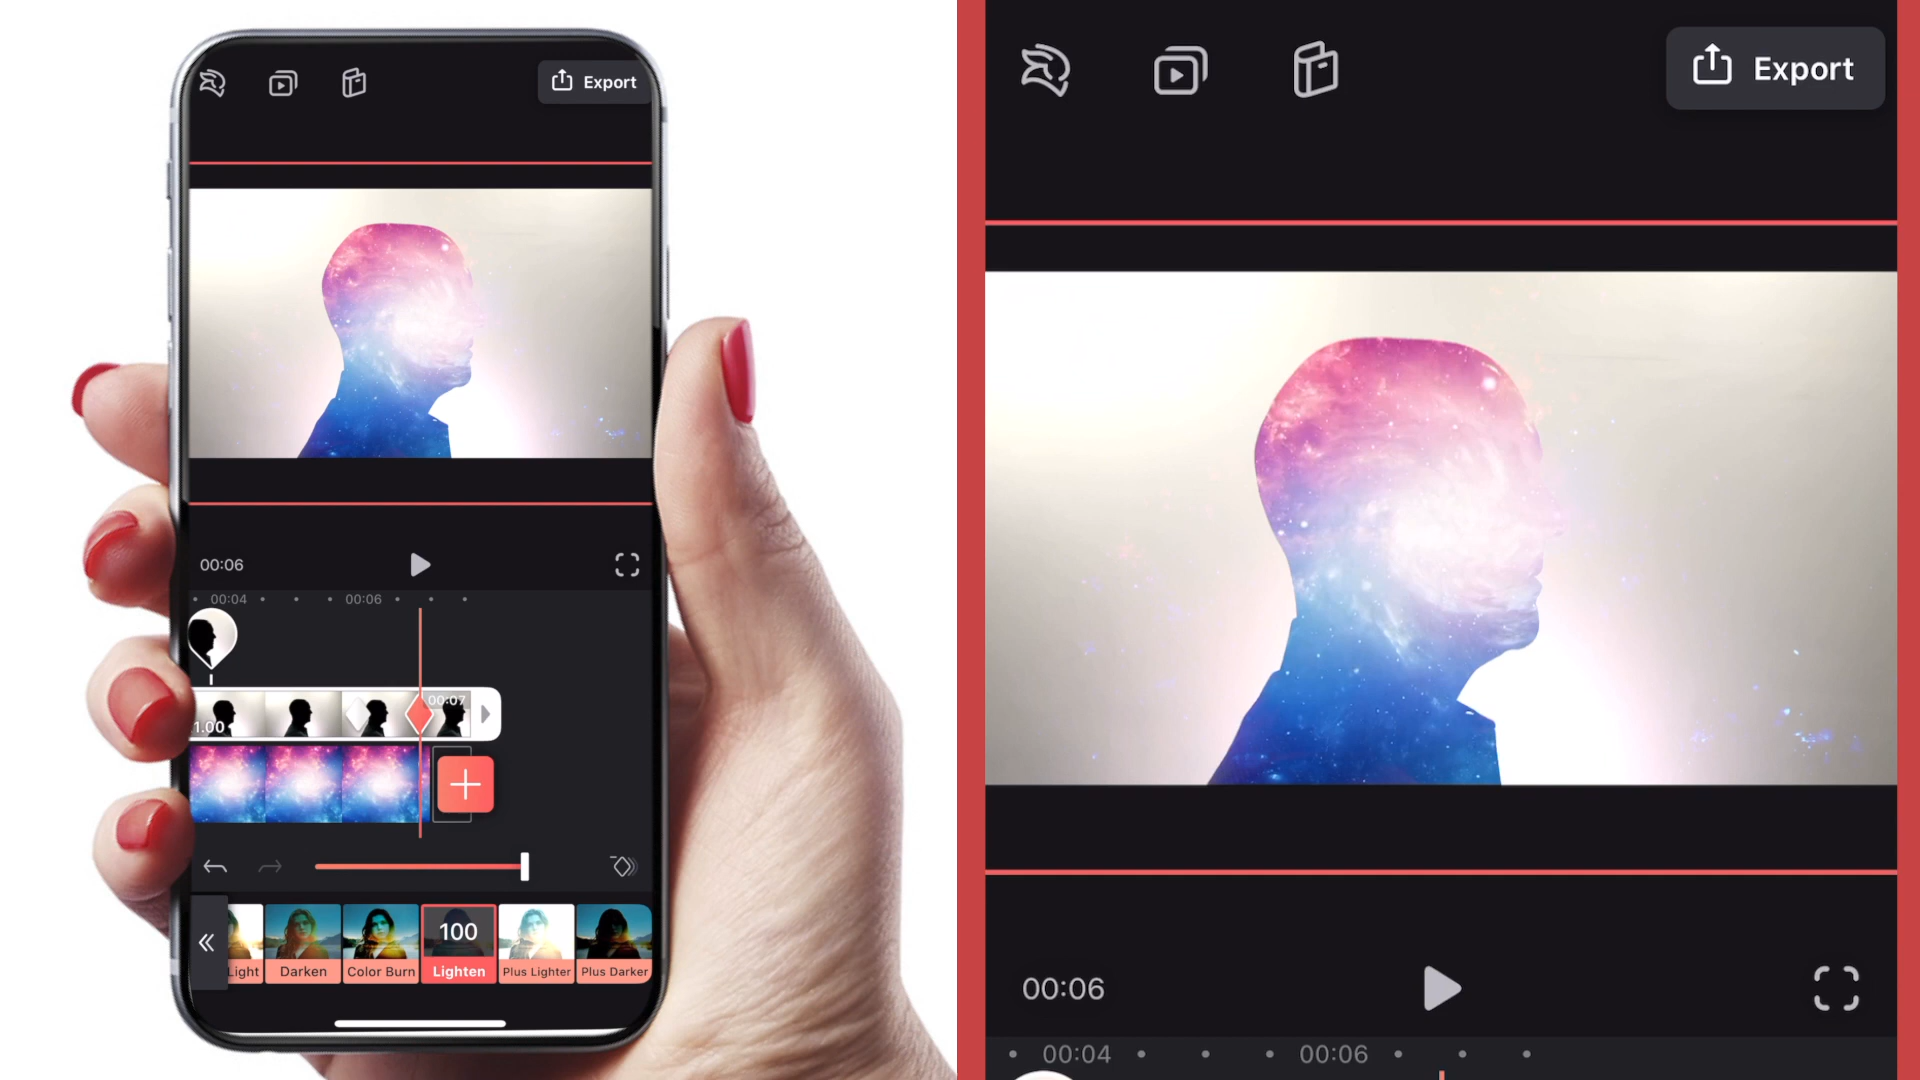 Export
00:06
00:04
00:06
00:07
1.00
100
Light
Darken
Color Burn
Lighten
Plus Lighter
Plus Darker
Export
00:06
00:04
00:06